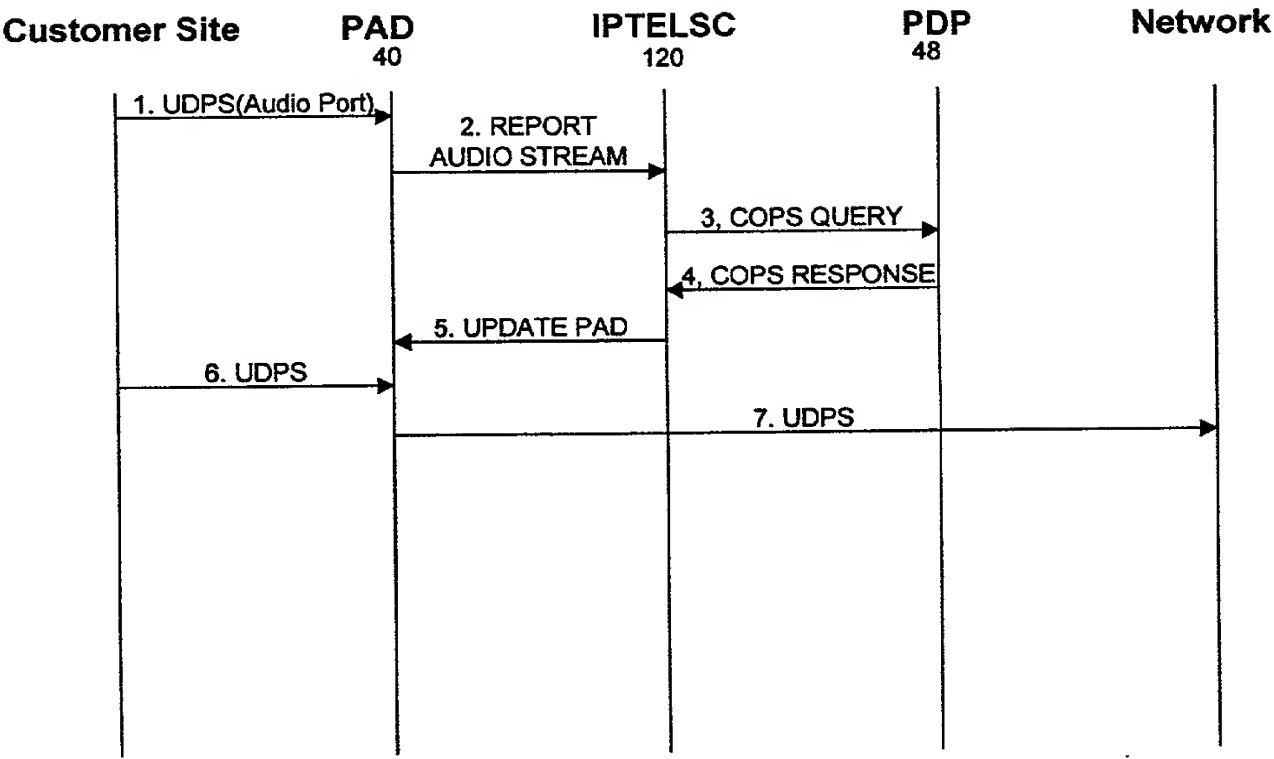 Customer Site PAD IPTELSC PDP Network
40 120 48
1. UDPS(Audio Port)
2. REPORT
AUDIO STREAM
3, COPS QUERY
4, COPS RESPONSE
5. UPDATE PAD
6. UDPS
7. UDPS